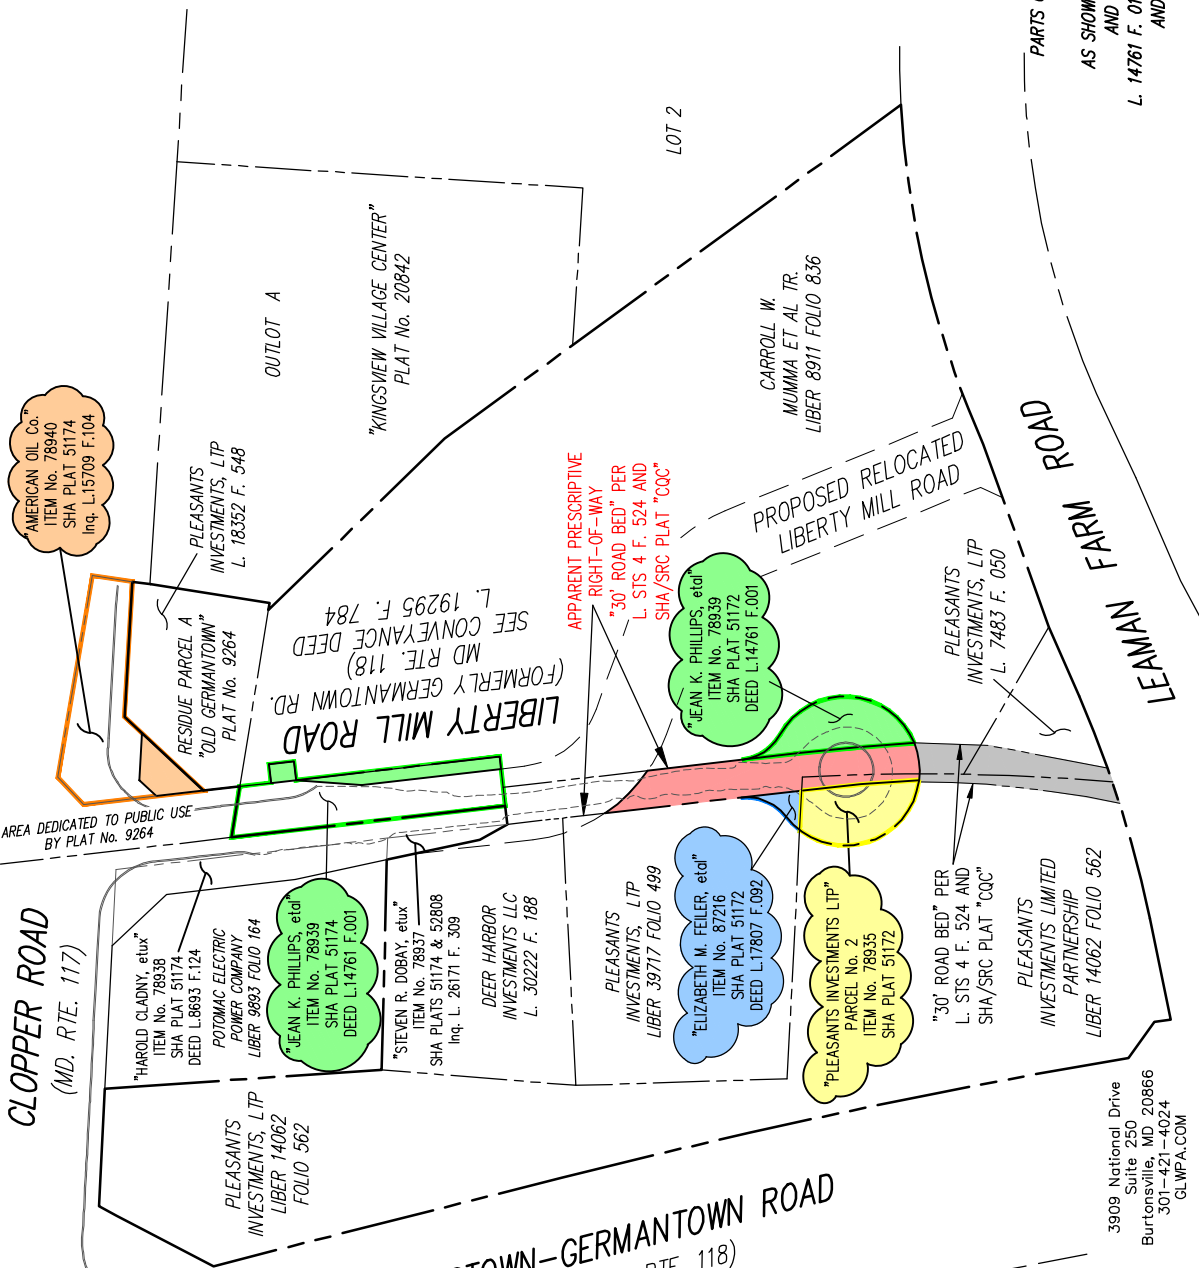 PARTS
AS SHOW
AND
L. 14761 F. 01
AND
LOT 2
OUTLOT A
"KINGSVIEW VILLAGE CENTER"
PLAT No. 20842
CARROLL W.
MUMMA ET AL TR.
LIBER 8911 FOLIO 836
"AMERICAN OIL Co."
ITEM No. 78940
SHA PLAT 51174
Inq. L.15709 F.104
PLEASANTS
INVESTMENTS, LTP
L. 18352 F. 548
RESIDUE PARCEL A
"OLD GERMANTOWN"
PLAT No. 9264
AREA DEDICATED TO PUBLIC USE
BY PLAT No. 9264
LIBERTY MILL ROAD
(FORMERLY GERMANTOWN RD.
MD RTE. 118)
SEE CONVEYANCE DEED
L. 19295 F. 784
APPARENT PRESCRIPTIVE
RIGHT-OF-WAY
"30' ROAD BED" PER
L. STS 4 F. 524 AND
SHA/SRC PLAT "CQC"
PROPOSED RELOCATED
LIBERTY MILL ROAD
"JEAN K. PHILLIPS, etal"
ITEM No. 78939
SHA PLAT 51172
DEED L.14761 F.001
PLEASANTS
INVESTMENTS, LTP
L. 7483 F. 050
LEAMAN FARM ROAD
CLOPPER ROAD
(MD. RTE. 117)
"HAROLD CLADNY, etux"
ITEM No. 78938
SHA PLAT 51174
DEED L.8693 F.124
POTOMAC ELECTRIC
POWER COMPANY
LIBER 9893 FOLIO 164
"JEAN K. PHILLIPS, etal"
ITEM No. 78939
SHA PLAT 51174
DEED L.14761 F.001
"STEVEN R. DOBAY, etux"
ITEM No. 78937
SHA PLATS 51174 & 52808
Inq. L. 26171 F. 309
DEER HARBOR
INVESTMENTS LLC
L. 30222 F. 188
PLEASANTS
INVESTMENTS, LTP
LIBER 39717 FOLIO 499
"ELIZABETH M. FEILER, etal"
ITEM No. 87216
SHA PLAT 51172
DEED L.17807 F.092
"PLEASANTS INVESTMENTS LTP"
PARCEL No. 2
ITEM No. 78935
SHA PLAT 51172
"30' ROAD BED" PER
L. STS 4 F. 524 AND
SHA/SRC PLAT "CQC"
PLEASANTS
INVESTMENTS LIMITED
PARTNERSHIP
LIBER 14062 FOLIO 562
PLEASANTS
INVESTMENTS, LTP
LIBER 14062
FOLIO 562
TOWN-GERMANTOWN ROAD
RTE. 118)
3909 National Drive
Suite 250
Burtonsville, MD 20866
301-421-4024
GLWPA.COM